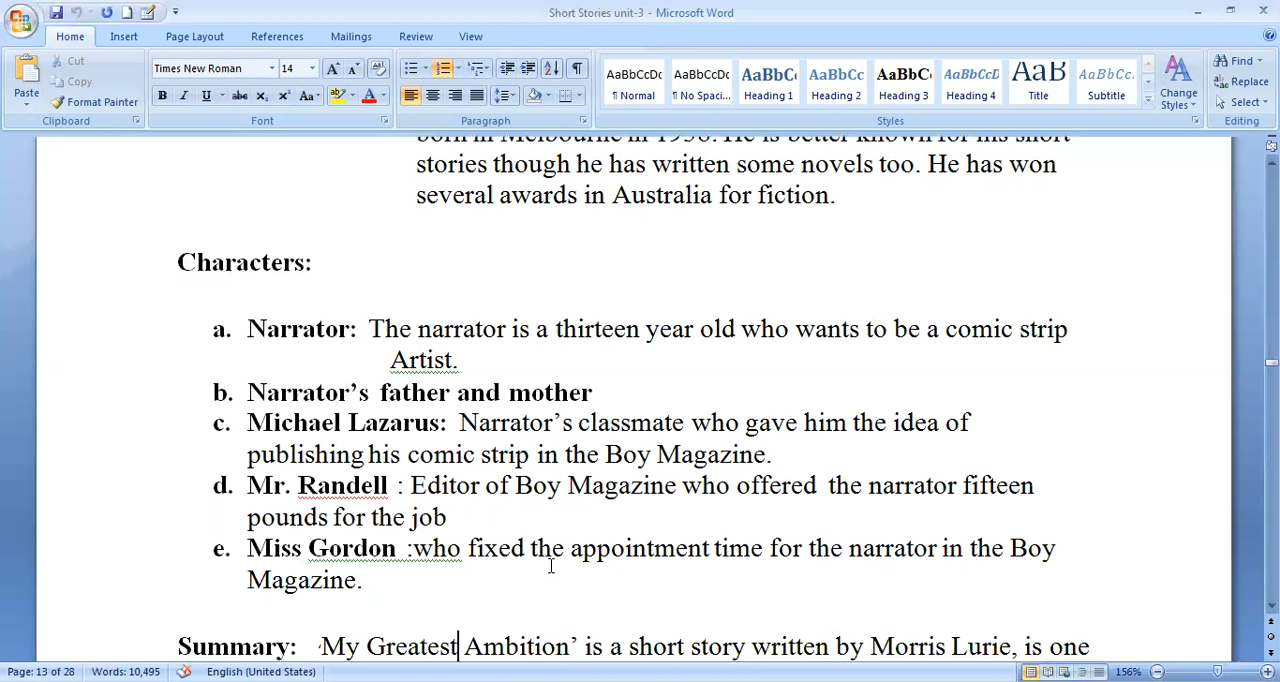 Short Stories unit-3 - Microsoft Word
Home Insert Page Layout References Mailings Review View
Paste Cut Copy Format Painter
Times New Roman 14
AaBbCcDc AaBbCcDc AaBbC AaBbCc AaBbCc AaBbCcD AaB AaBbCc.
¶ Normal ¶ No Spaci... Heading 1 Heading 2 Heading 3 Heading 4 Title Subtitle
Change Styles
Find Replace Select
Clipboard Font Paragraph Styles Editing
stories though he has written some novels too. He has won
several awards in Australia for fiction.
Characters:
a. Narrator: The narrator is a thirteen year old who wants to be a comic strip
Artist.
b. Narrator’s father and mother
c. Michael Lazarus: Narrator’s classmate who gave him the idea of
publishing his comic strip in the Boy Magazine.
d. Mr. Randell : Editor of Boy Magazine who offered the narrator fifteen
pounds for the job
e. Miss Gordon :who fixed the appointment time for the narrator in the Boy
Magazine.
Summary: ‘My Greatest Ambition’ is a short story written by Morris Lurie, is one
Page: 13 of 28 Words: 10,495 English (United States) 156%